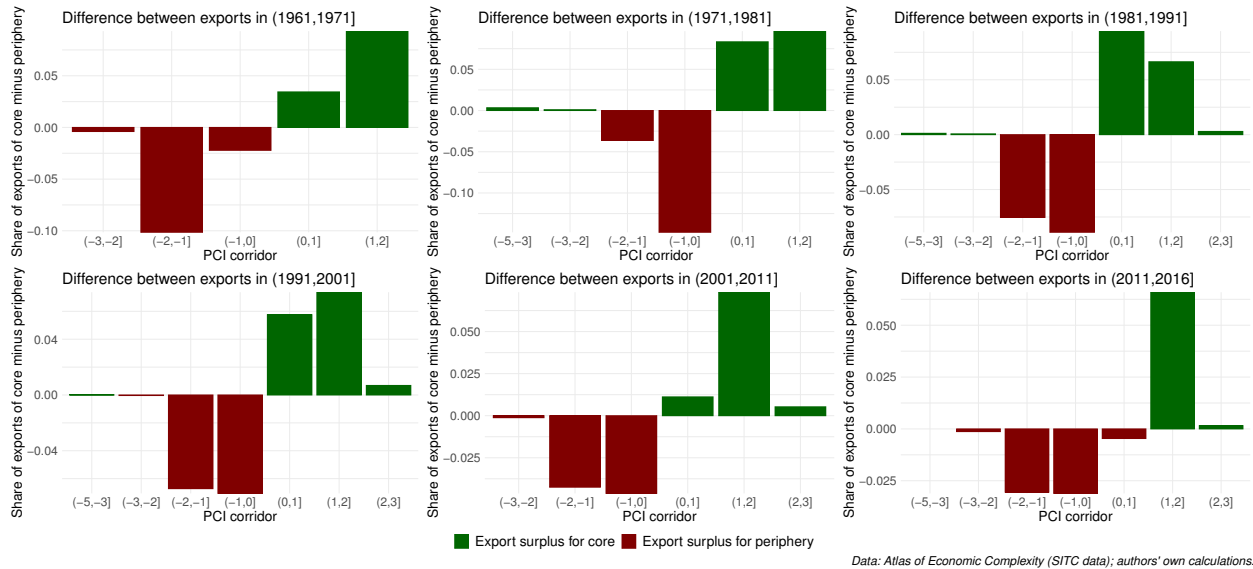 Difference between exports in (1961,1971]
Share of exports of core minus periphery
0.05
0.00
−0.05
−0.10
(−3,−2] (−2,−1] (−1,0] (0,1] (1,2]
PCI corridor
Difference between exports in (1971,1981]
Share of exports of core minus periphery
0.05
0.00
−0.05
−0.10
(−5,−3] (−3,−2] (−2,−1] (−1,0] (0,1] (1,2]
PCI corridor
Difference between exports in (1981,1991]
Share of exports of core minus periphery
0.05
0.00
−0.05
(−5,−3] (−3,−2] (−2,−1] (−1,0] (0,1] (1,2] (2,3]
PCI corridor
Difference between exports in (1991,2001]
Share of exports of core minus periphery
0.04
0.00
−0.04
(−5,−3] (−3,−2] (−2,−1] (−1,0] (0,1] (1,2] (2,3]
PCI corridor
Difference between exports in (2001,2011]
Share of exports of core minus periphery
0.050
0.025
0.000
−0.025
(−3,−2] (−2,−1] (−1,0] (0,1] (1,2] (2,3]
PCI corridor
Difference between exports in (2011,2016]
Share of exports of core minus periphery
0.050
0.025
0.000
−0.025
(−5,−3] (−3,−2] (−2,−1] (−1,0] (0,1] (1,2] (2,3]
PCI corridor
Export surplus for core Export surplus for periphery
Data: Atlas of Economic Complexity (SITC data); authors' own calculations.